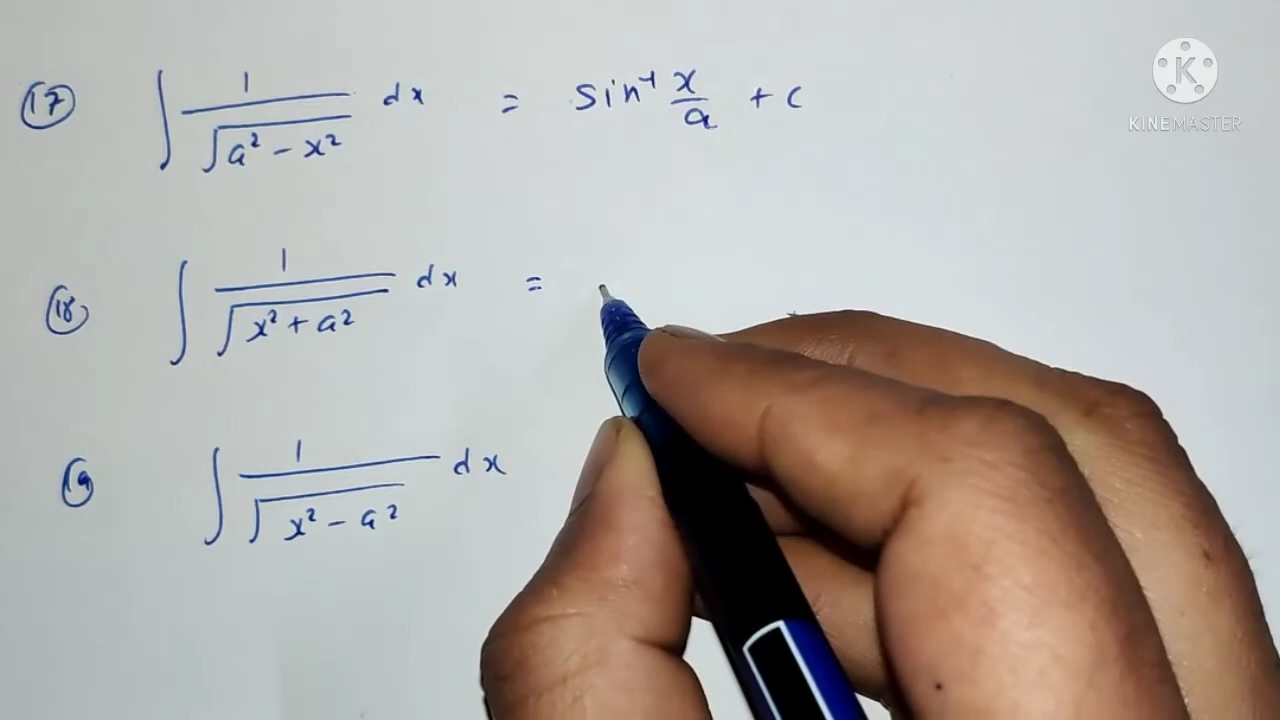 K
KINEMASTER
(17) ∫ 1/√(a² − x²) dx = sin⁻¹ x/a + c
(18) ∫ 1/√(x² + a²) dx =
(19) ∫ 1/√(x² − a²) dx